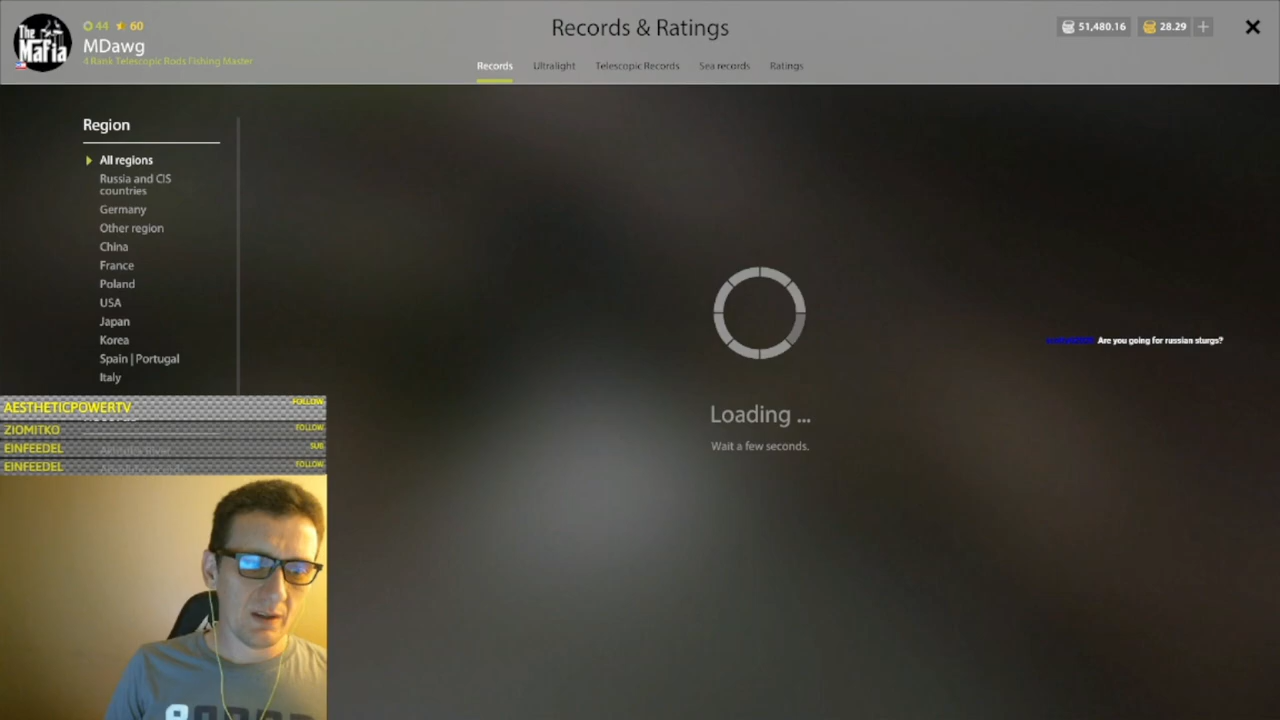 The Mafia
44 60
MDawg
4 Rank Telescopic Rods Fishing Master
Records & Ratings
51,480.16
28.29
Records
Ultralight
Telescopic Records
Sea records
Ratings
Region
All regions
Russia and CIS
countries
Germany
Other region
China
France
Poland
USA
Japan
Korea
Spain | Portugal
Italy
Loading ...
Wait a few seconds.
Are you going for russian sturgs?
AESTHETICPOWERTV FOLLOW
ZIOMITKO FOLLOW
EINFEEDEL SUB
EINFEEDEL FOLLOW